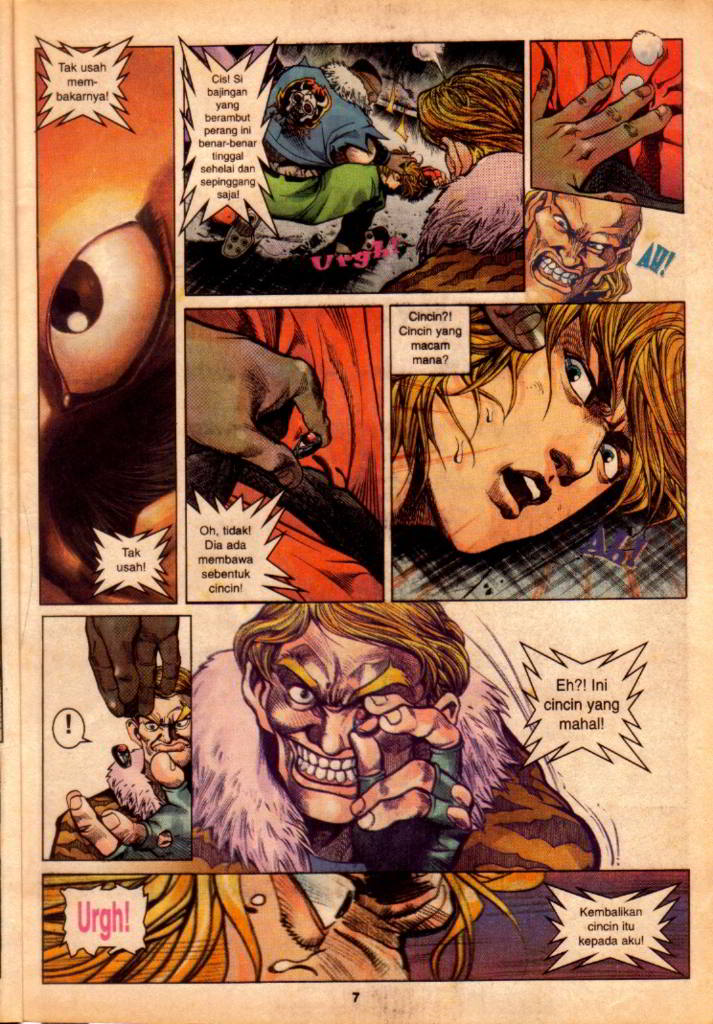 Tak usah
mem-
bakarnya!
Cis! Si
bajingan
yang
berambut
perang ini
benar-benar
tinggal
sehelai dan
sepinggang
saja!
Urgh!
AH!
Tak
usah!
Oh, tidak!
Dia ada
membawa
sebentuk
cincin!
Cincin?!
Cincin yang
macam
mana?
Ah!
!
Eh?! Ini
cincin yang
mahal!
Urgh!
Kembalikan
cincin itu
kepada aku!
7